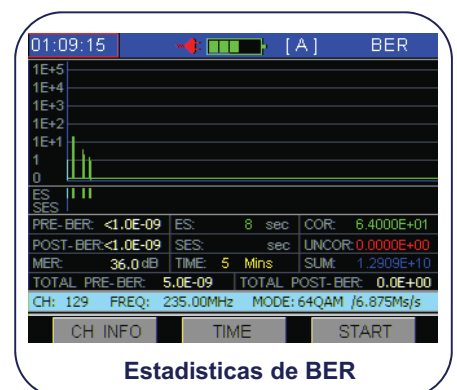 01:09:15 [A] BER
1E+5
1E+4
1E+3
1E+2
1E+1
1
0
ES
SES
PRE-BER: <1.0E-09 ES: 8 sec COR: 6.4000E+01
POST-BER: <1.0E-09 SES: sec UNCOR: 0.0000E+00
MER: 36.0 dB TIME: 5 Mins SUM: 1.2909E+10
TOTAL PRE-BER: 5.0E-09 TOTAL POST-BER: 0.0E+00
CH: 129 FREQ: 235.00MHz MODE: 64QAM /6.875Ms/s
CH INFO TIME START
Estadisticas de BER